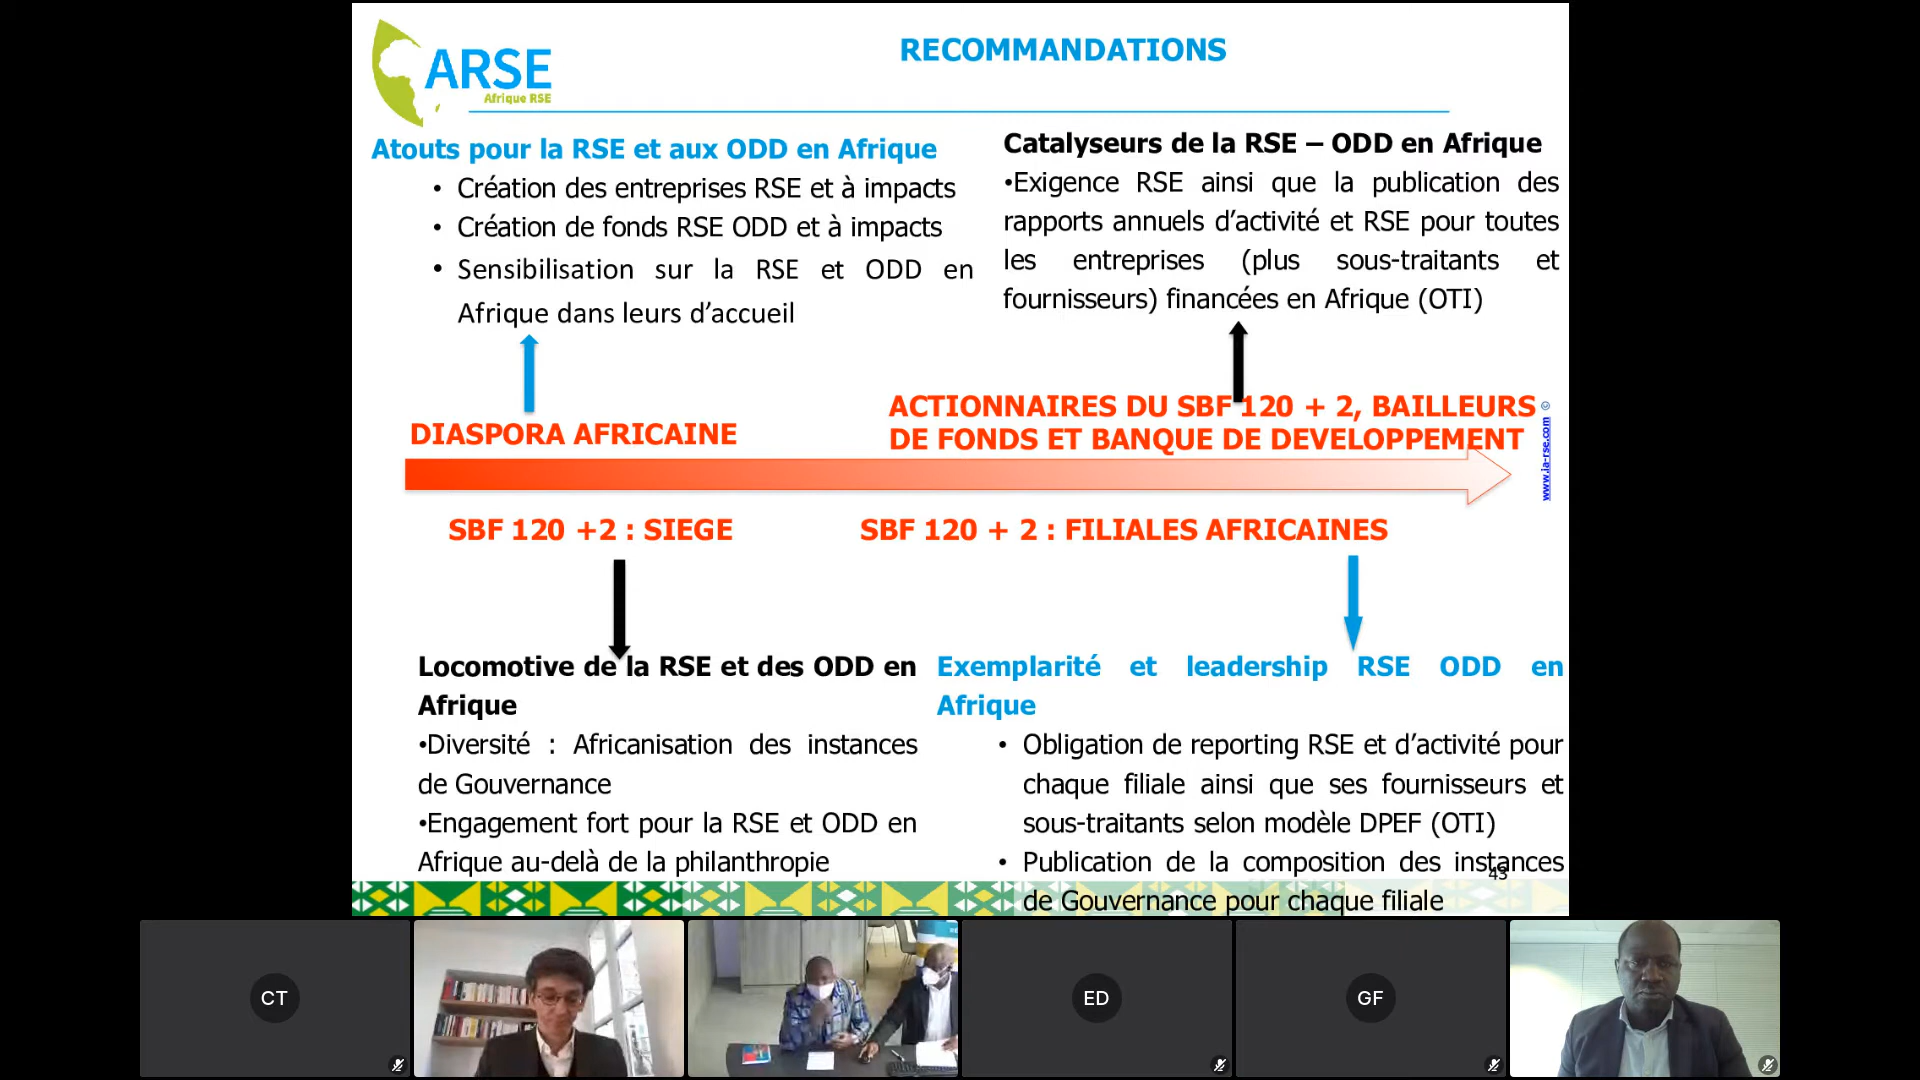 ARSE
Afrique RSE
RECOMMANDATIONS
Atouts pour la RSE et aux ODD en Afrique
• Création des entreprises RSE et à impacts
• Création de fonds RSE ODD et à impacts
• Sensibilisation sur la RSE et ODD en
Afrique dans leurs d’accueil
Catalyseurs de la RSE – ODD en Afrique
•Exigence RSE ainsi que la publication des
rapports annuels d’activité et RSE pour toutes
les entreprises (plus sous-traitants et
fournisseurs) financées en Afrique (OTI)
DIASPORA AFRICAINE
ACTIONNAIRES DU SBF 120 + 2, BAILLEURS
DE FONDS ET BANQUE DE DEVELOPPEMENT
www.ia-rse.com ©
SBF 120 +2 : SIEGE
SBF 120 + 2 : FILIALES AFRICAINES
Locomotive de la RSE et des ODD en
Afrique
•Diversité : Africanisation des instances
de Gouvernance
•Engagement fort pour la RSE et ODD en
Afrique au-delà de la philanthropie
Exemplarité et leadership RSE ODD en
Afrique
• Obligation de reporting RSE et d’activité pour
chaque filiale ainsi que ses fournisseurs et
sous-traitants selon modèle DPEF (OTI)
• Publication de la composition des instances
de Gouvernance pour chaque filiale
43
CT
ED
GF